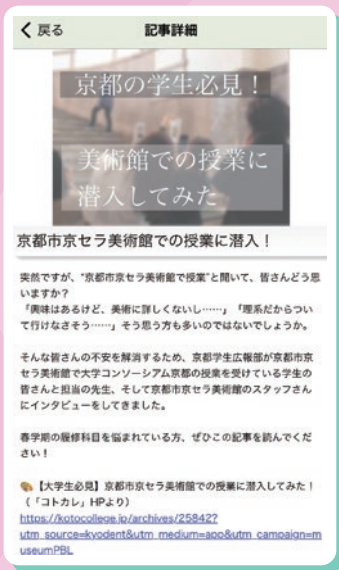 戻る
記事詳細
京都の学生必見！
美術館での授業に
潜入してみた
京都市京セラ美術館での授業に潜入！
突然ですが、“京都市京セラ美術館で授業”と聞いて、皆さんどう思
いますか？
「興味はあるけど、美術に詳しくないし……」「理系だからつい
て行けなさそう……」そう思う方も多いのではないでしょうか。
そんな皆さんの不安を解消するため、京都学生広報部が京都市京
セラ美術館で大学コンソーシアム京都の授業を受けている学生の
皆さんと担当の先生、そして京都市京セラ美術館のスタッフさん
にインタビューをしてきました。
春学期の履修科目を悩まれている方、ぜひこの記事を読んでくだ
さい！
【大学生必見】京都市京セラ美術館での授業に潜入してみた！
（「コトカレ」HPより）
https://kotocollege.jp/archives/25842?
utm_source=kyodent&utm_medium=app&utm_campaign=m
useumPBL